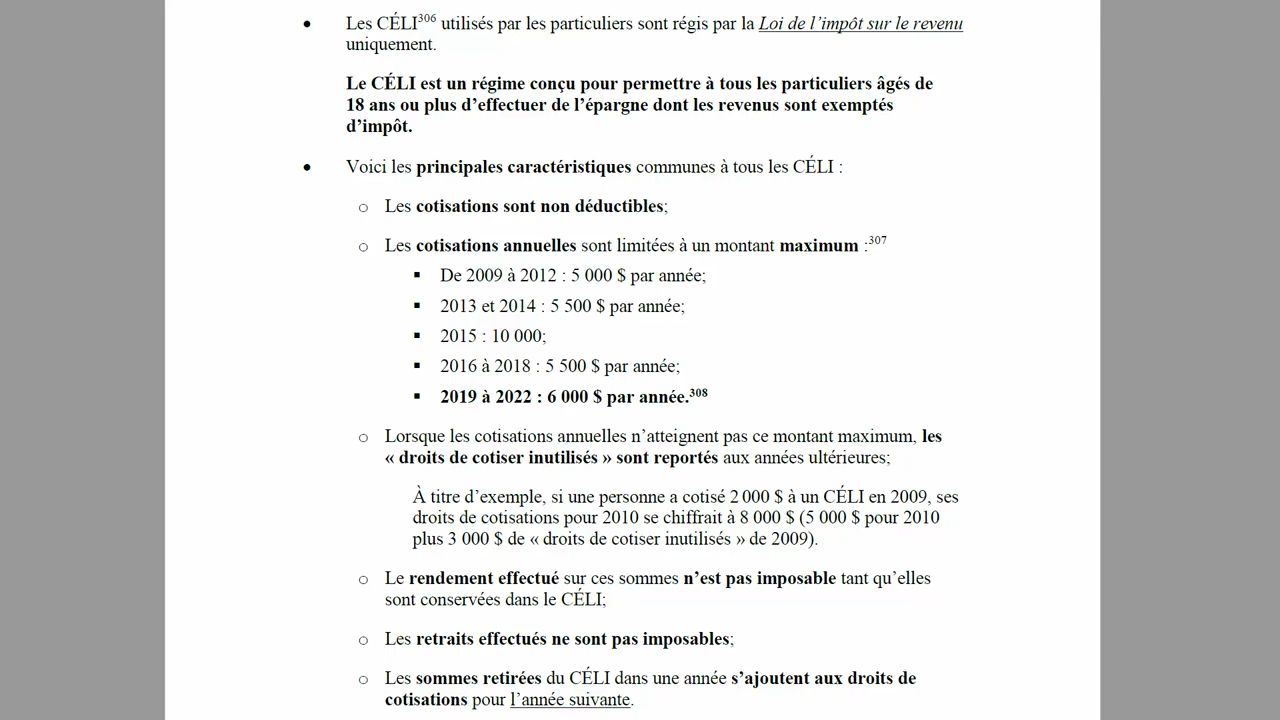 • Les CÉLI306 utilisés par les particuliers sont régis par la Loi de l’impôt sur le revenu
uniquement.
Le CÉLI est un régime conçu pour permettre à tous les particuliers âgés de
18 ans ou plus d’effectuer de l’épargne dont les revenus sont exemptés
d’impôt.
• Voici les principales caractéristiques communes à tous les CÉLI :
o Les cotisations sont non déductibles;
o Les cotisations annuelles sont limitées à un montant maximum :307
▪ De 2009 à 2012 : 5 000 $ par année;
▪ 2013 et 2014 : 5 500 $ par année;
▪ 2015 : 10 000;
▪ 2016 à 2018 : 5 500 $ par année;
▪ 2019 à 2022 : 6 000 $ par année.308
o Lorsque les cotisations annuelles n’atteignent pas ce montant maximum, les
« droits de cotiser inutilisés » sont reportés aux années ultérieures;
À titre d’exemple, si une personne a cotisé 2 000 $ à un CÉLI en 2009, ses
droits de cotisations pour 2010 se chiffrait à 8 000 $ (5 000 $ pour 2010
plus 3 000 $ de « droits de cotiser inutilisés » de 2009).
o Le rendement effectué sur ces sommes n’est pas imposable tant qu’elles
sont conservées dans le CÉLI;
o Les retraits effectués ne sont pas imposables;
o Les sommes retirées du CÉLI dans une année s’ajoutent aux droits de
cotisations pour l’année suivante.